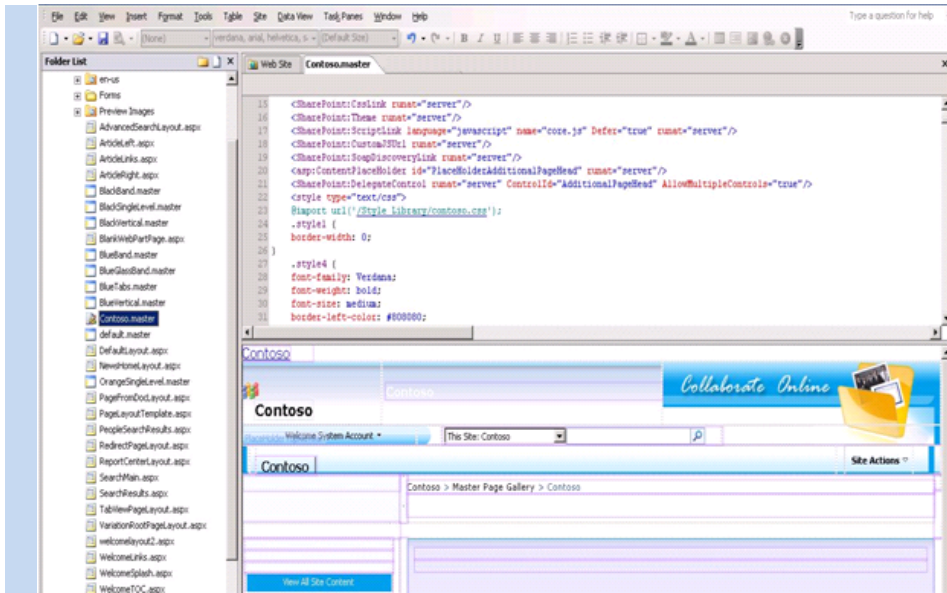 File Edit View Insert Format Tools Table Site Data View Task Panes Window Help Type a question for help
(None) verdana, arial, helvetica, s (Default Size) B I U A
Folder List
en-us
Forms
Preview Images
AdvancedSearchLayout.aspx
ArticleLeft.aspx
ArticleLinks.aspx
ArticleRight.aspx
BlackBand.master
BlackSingleLevel.master
BlackVertical.master
BlankWebPartPage.aspx
BlueBand.master
BlueGlassBand.master
BlueTabs.master
BlueVertical.master
Contoso.master
default.master
DefaultLayout.aspx
NewsHomeLayout.aspx
OrangeSingleLevel.master
PageFromDocLayout.aspx
PageLayoutTemplate.aspx
PeopleSearchResults.aspx
RedirectPageLayout.aspx
ReportCenterLayout.aspx
SearchMain.aspx
SearchResults.aspx
TabViewPageLayout.aspx
VariationRootPageLayout.aspx
welcomelayout2.aspx
WelcomeLinks.aspx
WelcomeSplash.aspx
WelcomeTOC.aspx
Web Site Contoso.master
15 <SharePoint:CssLink runat="server"/>
16 <SharePoint:Theme runat="server"/>
17 <SharePoint:ScriptLink language="javascript" name="core.js" Defer="true" runat="server"/>
18 <SharePoint:CustomJSUrl runat="server"/>
19 <SharePoint:SoapDiscoveryLink runat="server"/>
20 <asp:ContentPlaceHolder id="PlaceHolderAdditionalPageHead" runat="server"/>
21 <SharePoint:DelegateControl runat="server" ControlId="AdditionalPageHead" AllowMultipleControls="true"/>
22 <style type="text/css">
23 @import url('/Style Library/contoso.css');
24 .style1 {
25 border-width: 0;
26 }
27 .style4 {
28 font-family: Verdana;
29 font-weight: bold;
30 font-size: medium;
31 border-left-color: #808080;
Contoso
Contoso
Collaborate Online
Contoso
Welcome System Account
This Site: Contoso
Contoso
Site Actions
Contoso > Master Page Gallery > Contoso
View All Site Content